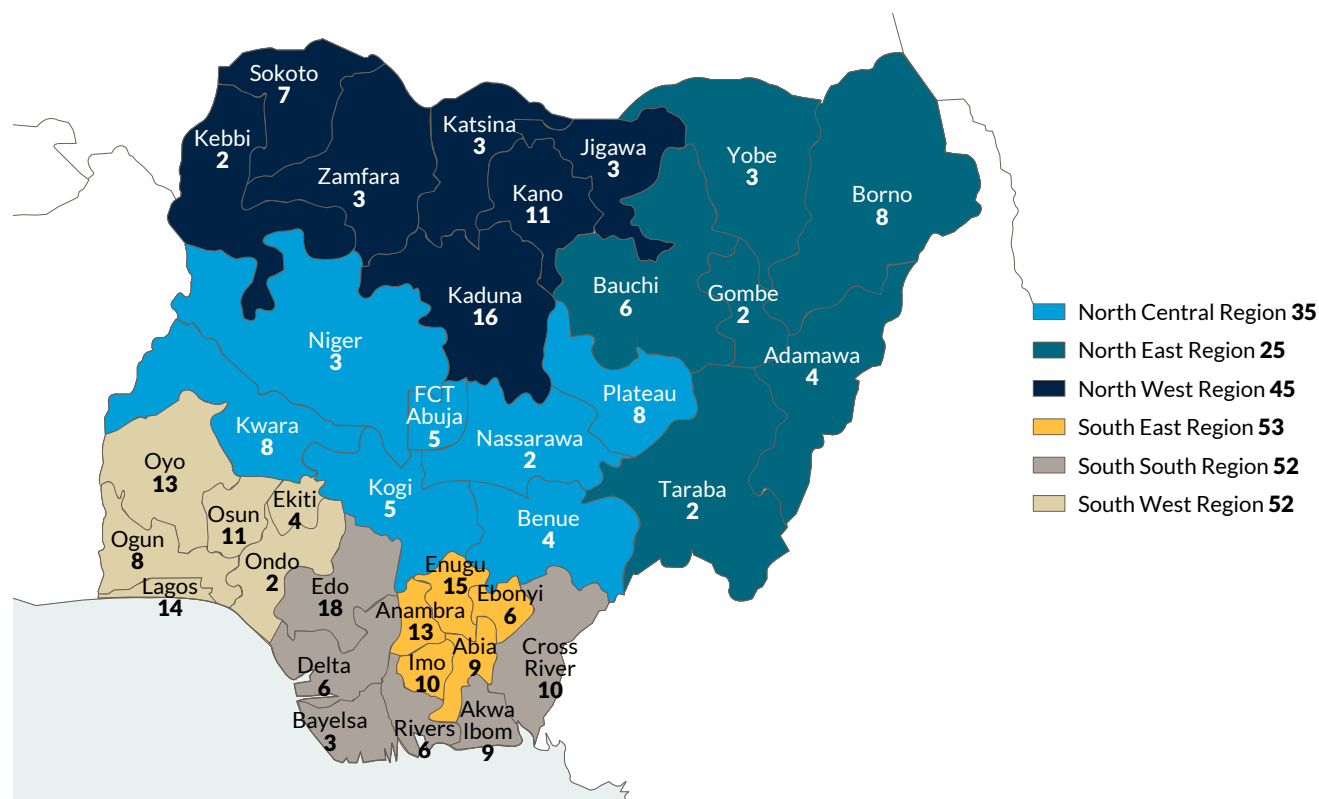 Sokoto
7
Kebbi
2
Zamfara
3
Katsina
3
Kano
11
Jigawa
3
Kaduna
16
Yobe
3
Borno
8
Bauchi
6
Gombe
2
Adamawa
4
Taraba
2
Niger
3
FCT
Abuja
5
Kwara
8
Nassarawa
2
Plateau
8
Kogi
5
Benue
4
Oyo
13
Osun
11
Ekiti
4
Ogun
8
Ondo
2
Lagos
14
Edo
18
Enugu
15
Ebonyi
6
Anambra
13
Imo
10
Abia
9
Cross
River
10
Delta
6
Bayelsa
3
Rivers
6
Akwa
Ibom
9
North Central Region 35
North East Region 25
North West Region 45
South East Region 53
South South Region 52
South West Region 52